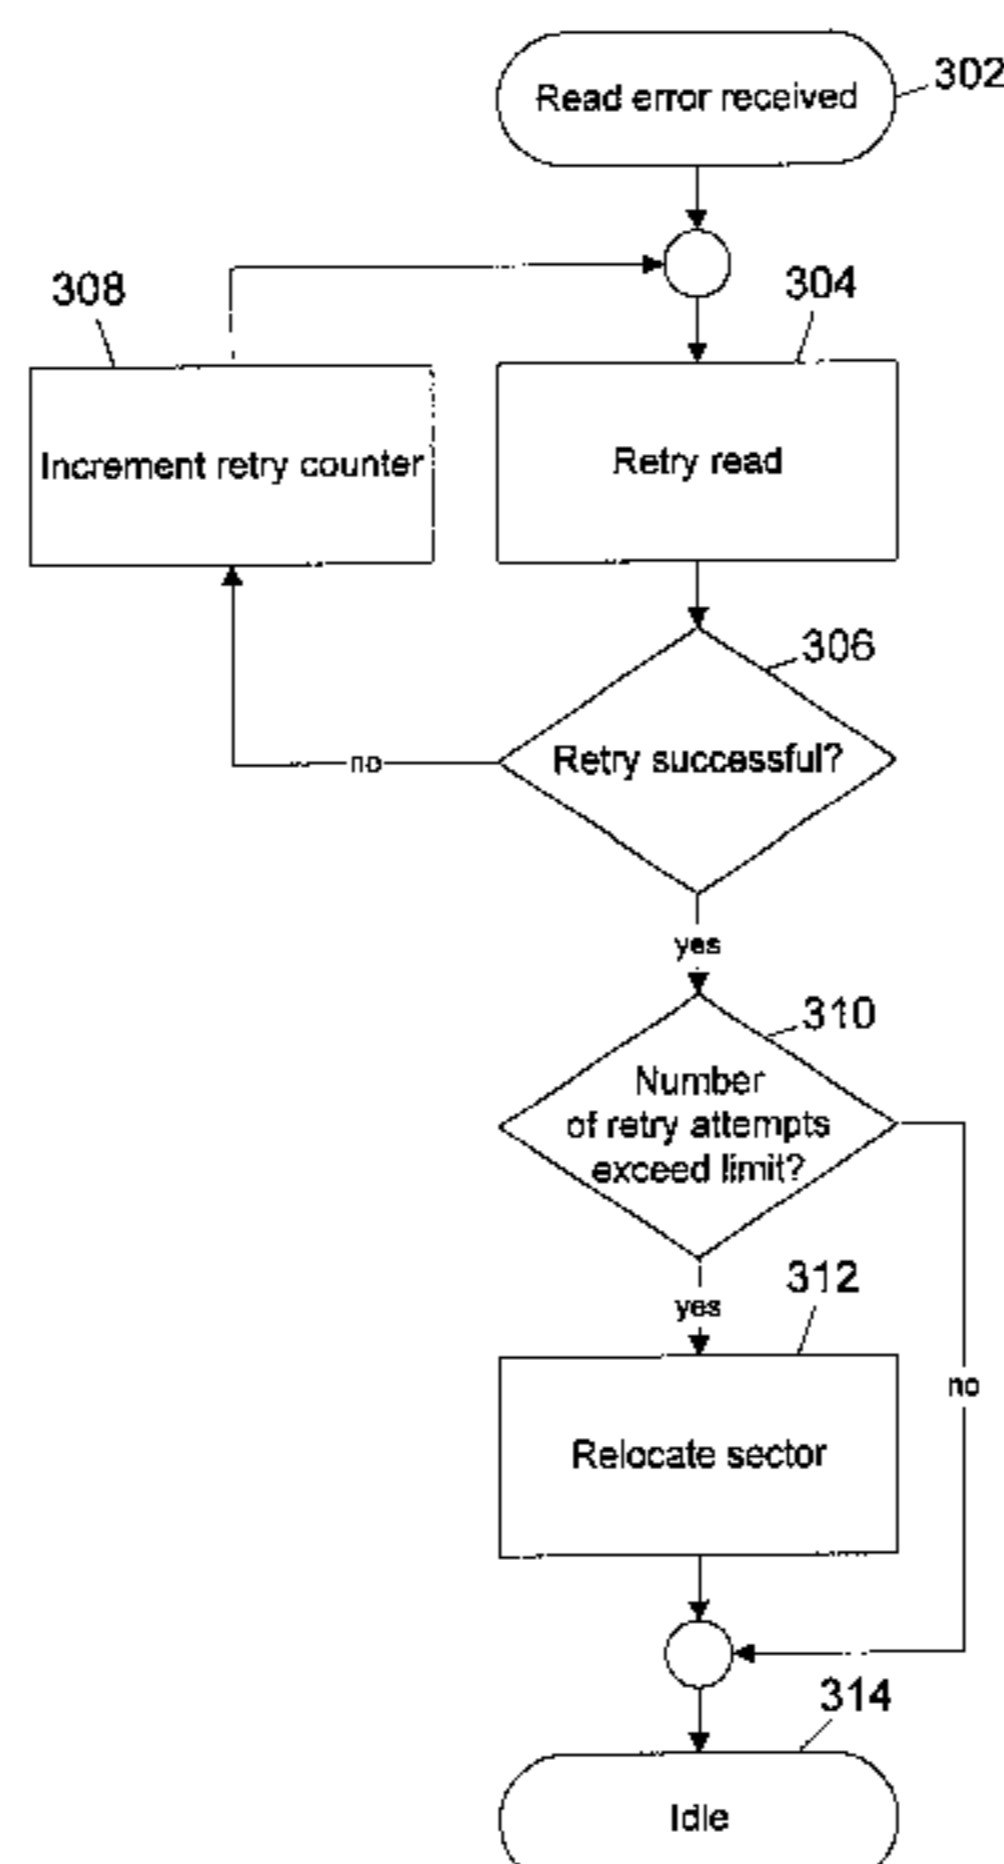 Read error received
302
308
304
Increment retry counter
Retry read
306
Retry successful?
no
yes
310
Number
of retry attempts
exceed limit?
312
yes
no
Relocate sector
314
Idle